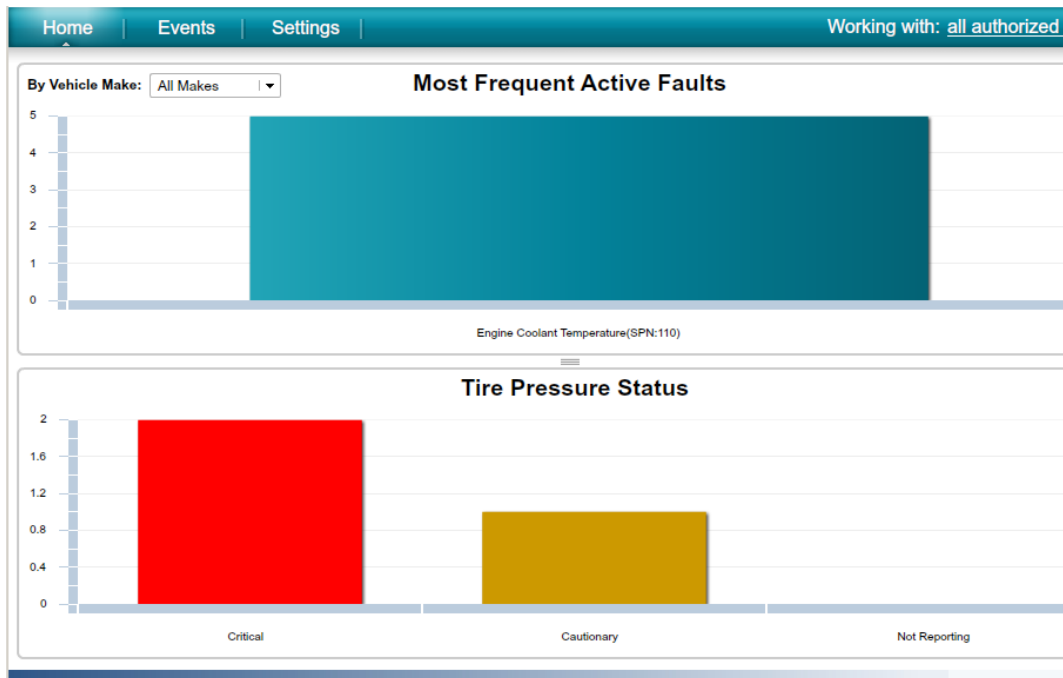 Home Events Settings Working with: all authorized
By Vehicle Make: All Makes Most Frequent Active Faults
5
4
3
2
1
0
Engine Coolant Temperature(SPN:110)
Tire Pressure Status
2
1.6
1.2
0.8
0.4
0
Critical Cautionary Not Reporting